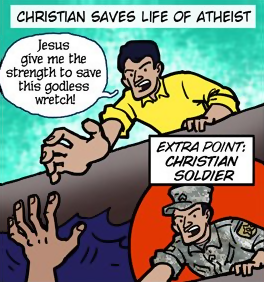 CHRISTIAN SAVES LIFE OF ATHEIST
Jesus
give me the
strength to save
this godless
wretch!
EXTRA POINT:
CHRISTIAN
SOLDIER